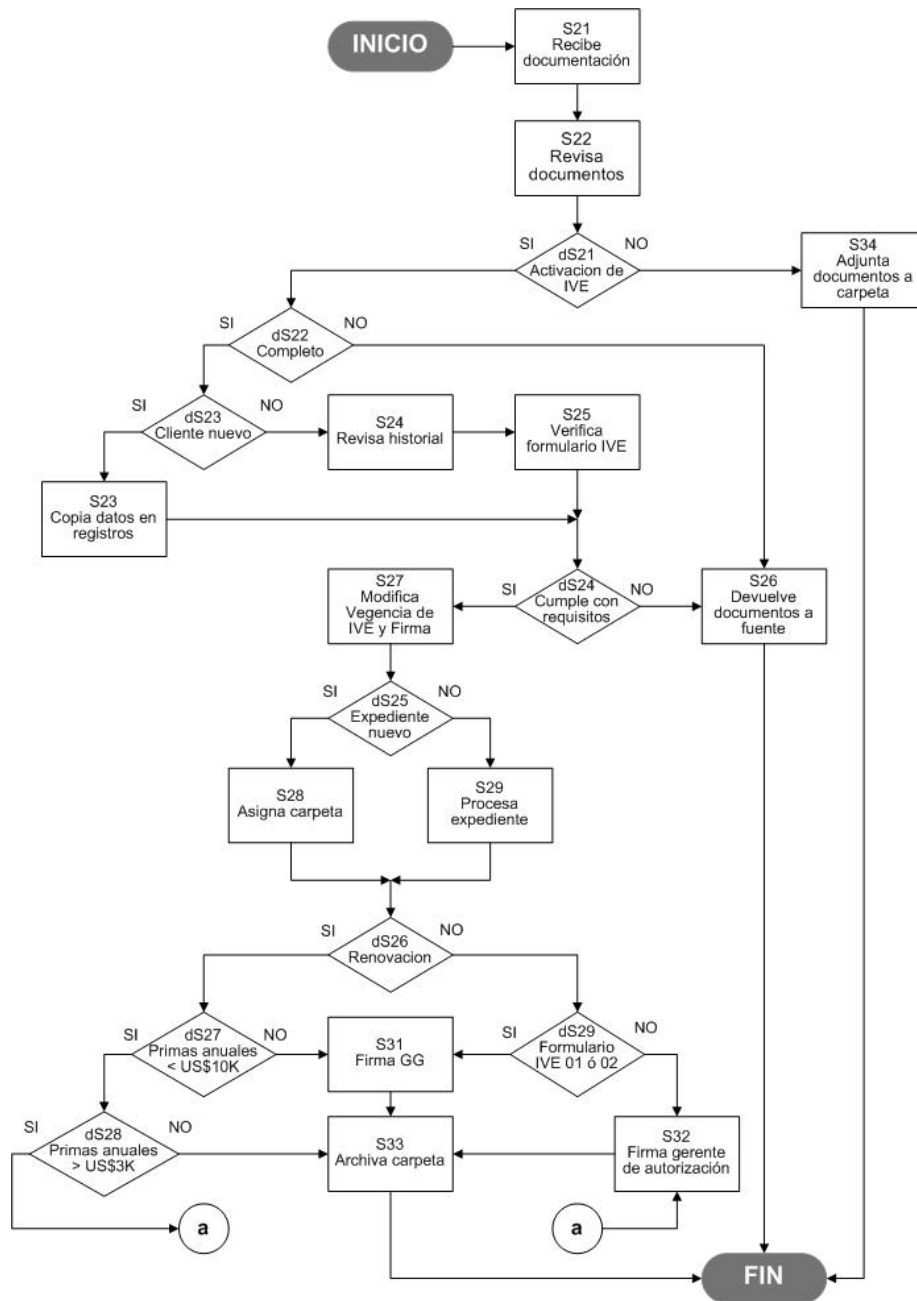 INICIO
S21
Recibe
documentación
S22
Revisa
documentos
SI
dS21
Activacion de
IVE
NO
S34
Adjunta
documentos a
carpeta
SI
dS22
Completo
NO
SI
dS23
Cliente nuevo
NO
S24
Revisa historial
S25
Verifica
formulario IVE
S23
Copia datos en
registros
S27
Modifica
Vegencia de
IVE y Firma
SI
dS24
Cumple con
requisitos
NO
S26
Devuelve
documentos a
fuente
SI
dS25
Expediente
nuevo
NO
S28
Asigna carpeta
S29
Procesa
expediente
SI
dS26
Renovacion
NO
SI
dS27
Primas anuales
< US$10K
NO
S31
Firma GG
SI
dS29
Formulario
IVE 01 ó 02
NO
SI
dS28
Primas anuales
> US$3K
NO
S33
Archiva carpeta
S32
Firma gerente
de autorización
a
a
FIN